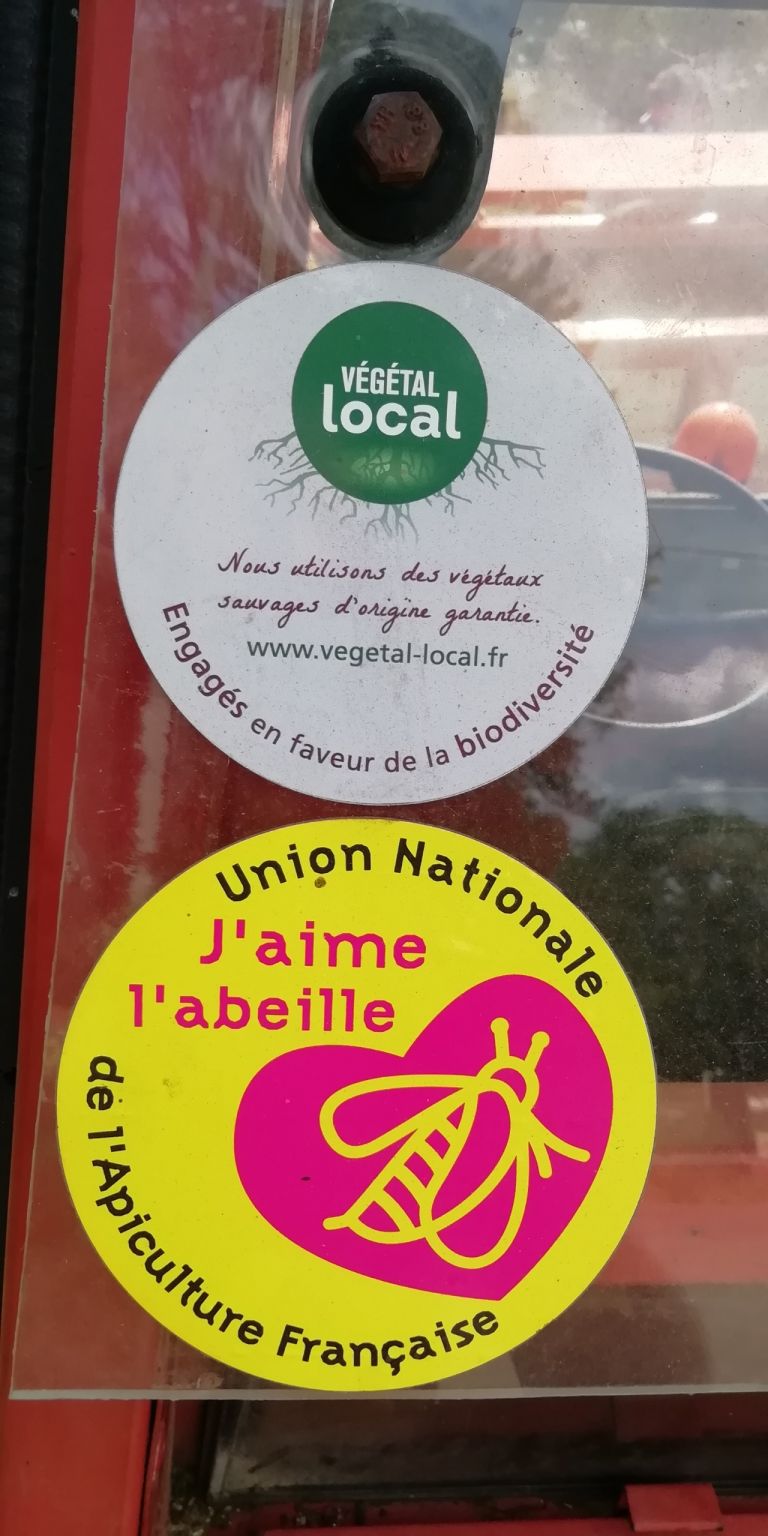 VÉGÉTAL
local
Nous utilisons des végétaux
sauvages d'origine garantie.
www.vegetal-local.fr
Engagés en faveur de la biodiversité
Union Nationale
J'aime
l'abeille
de l'Apiculture Française